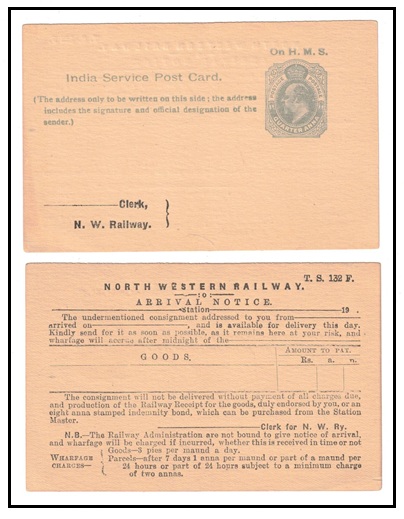 On H. M. S.
India Service Post Card.
(The address only to be written on this side; the address
includes the signature and official designation of the
sender.)
QUARTER ANNA
Clerk,
N. W. Railway.
T. S. 132 F.
NORTH WESTERN RAILWAY.
:o:
ARRIVAL NOTICE.
station 19 .
The undermentioned consignment addressed to you from
arrived on , and is available for delivery this day.
Kindly send for it as soon as possible, as it remains here at your risk, and
wharfage will accrue after midnight of the
GOODS. AMOUNT TO PAY.
Rs. a.
The consignment will not be delivered without payment of all charges due,
and production of the Railway Receipt for the goods, duly endorsed by you, or an
eight anna stamped indemnity bond, which can be purchased from the Station
Master.
Clerk for N. W. Ry.
N.B.—The Railway Administration are not bound to give notice of arrival,
and wharfage will be charged if incurred, whether this is received in time or not
Goods—3 pies per maund a day.
WHARFAGE CHARGES— Parcels—after 7 days 1 anna per maund or part of a maund per
24 hours or part of 24 hours subject to a minimum charge
of two annas.